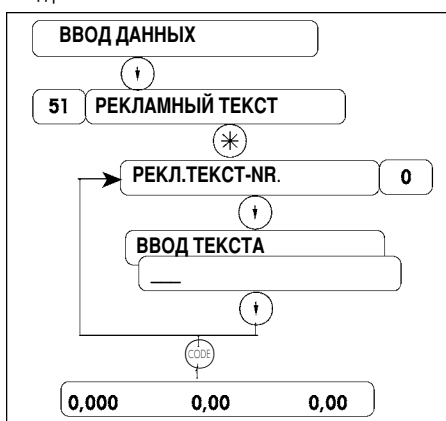 ВВОД ДАННЫХ
51 РЕКЛАМНЫЙ ТЕКСТ
РЕКЛ.ТЕКСТ-NR. 0
ВВОД ТЕКСТА
CODE
0,000 0,00 0,00